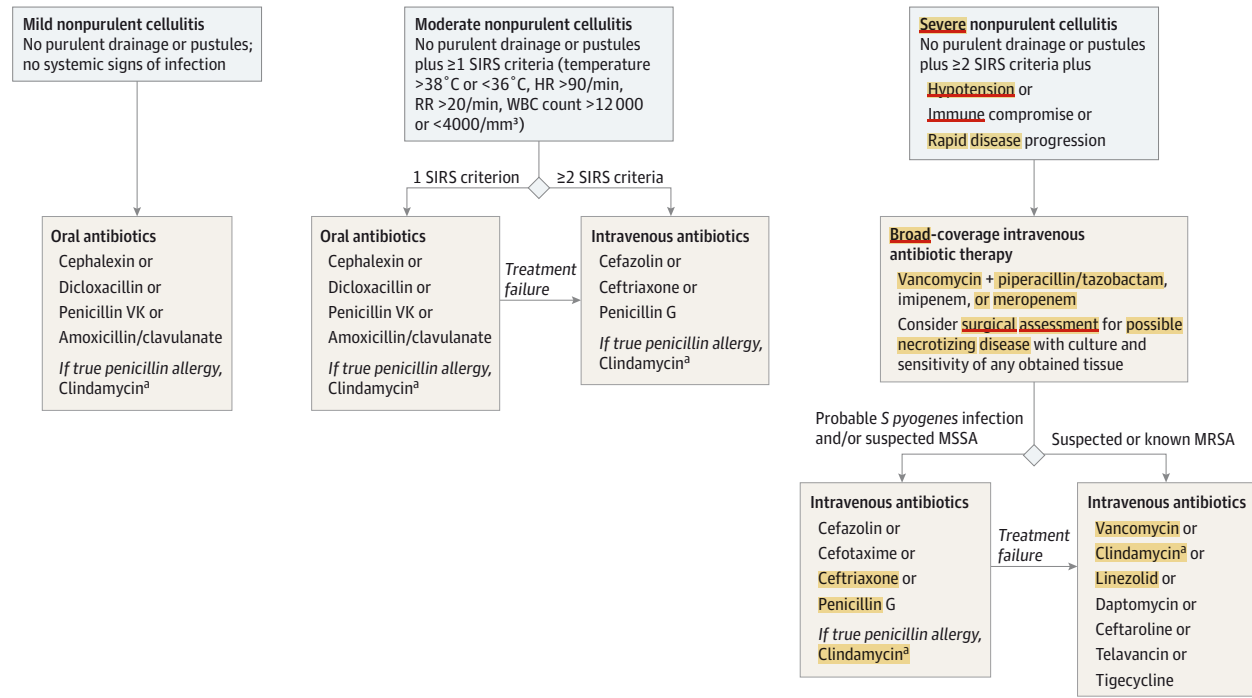 Mild nonpurulent cellulitis
No purulent drainage or pustules;
no systemic signs of infection
Oral antibiotics
Cephalexin or
Dicloxacillin or
Penicillin VK or
Amoxicillin/clavulanate
If true penicillin allergy,
Clindamycinᵃ
Moderate nonpurulent cellulitis
No purulent drainage or pustules
plus ≥1 SIRS criteria (temperature
>38˚C or <36˚C, HR >90/min,
RR >20/min, WBC count >12 000
or <4000/mm³)
1 SIRS criterion
≥2 SIRS criteria
Oral antibiotics
Cephalexin or
Dicloxacillin or
Penicillin VK or
Amoxicillin/clavulanate
If true penicillin allergy,
Clindamycinᵃ
Treatment
failure
Intravenous antibiotics
Cefazolin or
Ceftriaxone or
Penicillin G
If true penicillin allergy,
Clindamycinᵃ
Severe nonpurulent cellulitis
No purulent drainage or pustules
plus ≥2 SIRS criteria plus
Hypotension or
Immune compromise or
Rapid disease progression
Broad-coverage intravenous
antibiotic therapy
Vancomycin + piperacillin/tazobactam,
imipenem, or meropenem
Consider surgical assessment for possible
necrotizing disease with culture and
sensitivity of any obtained tissue
Probable S pyogenes infection
and/or suspected MSSA
Suspected or known MRSA
Intravenous antibiotics
Cefazolin or
Cefotaxime or
Ceftriaxone or
Penicillin G
If true penicillin allergy,
Clindamycinᵃ
Treatment
failure
Intravenous antibiotics
Vancomycin or
Clindamycinᵃ or
Linezolid or
Daptomycin or
Ceftaroline or
Telavancin or
Tigecycline